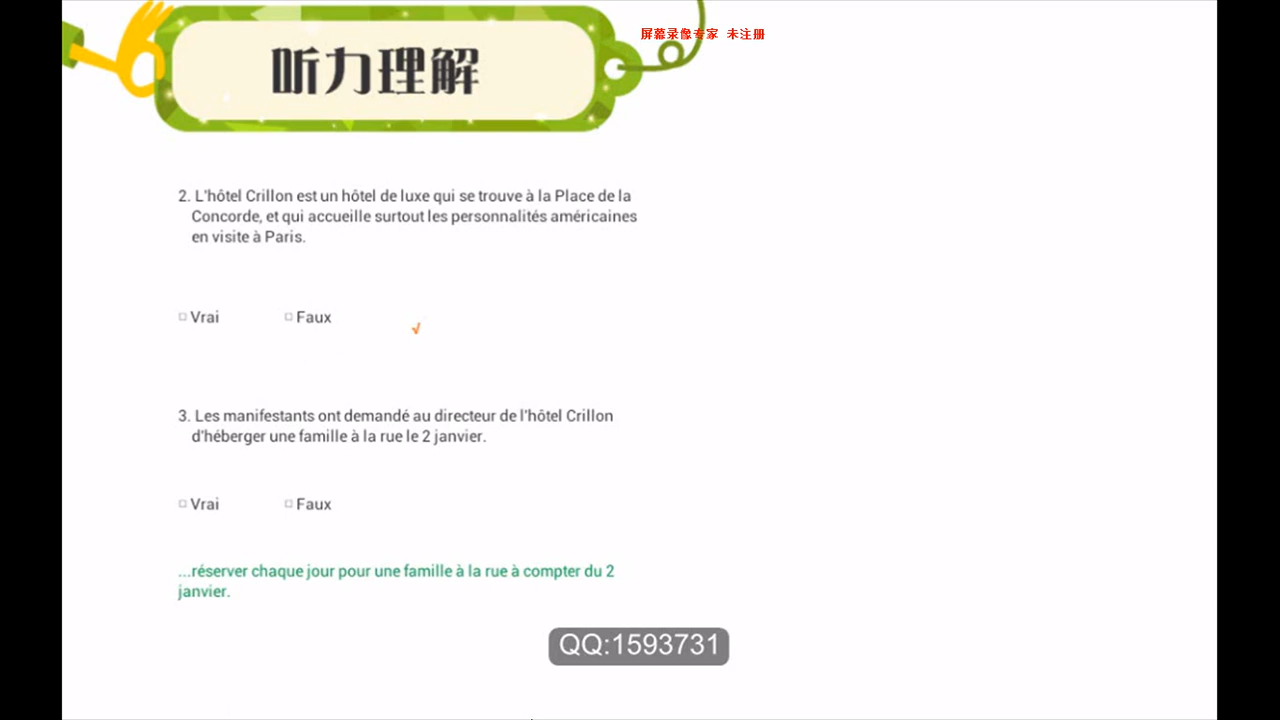 屏幕录像专家 未注册
听力理解
2. L'hôtel Crillon est un hôtel de luxe qui se trouve à la Place de la
Concorde, et qui accueille surtout les personnalités américaines
en visite à Paris.
□ Vrai □ Faux √
3. Les manifestants ont demandé au directeur de l'hôtel Crillon
d'héberger une famille à la rue le 2 janvier.
□ Vrai □ Faux
...réserver chaque jour pour une famille à la rue à compter du 2
janvier.
QQ:1593731